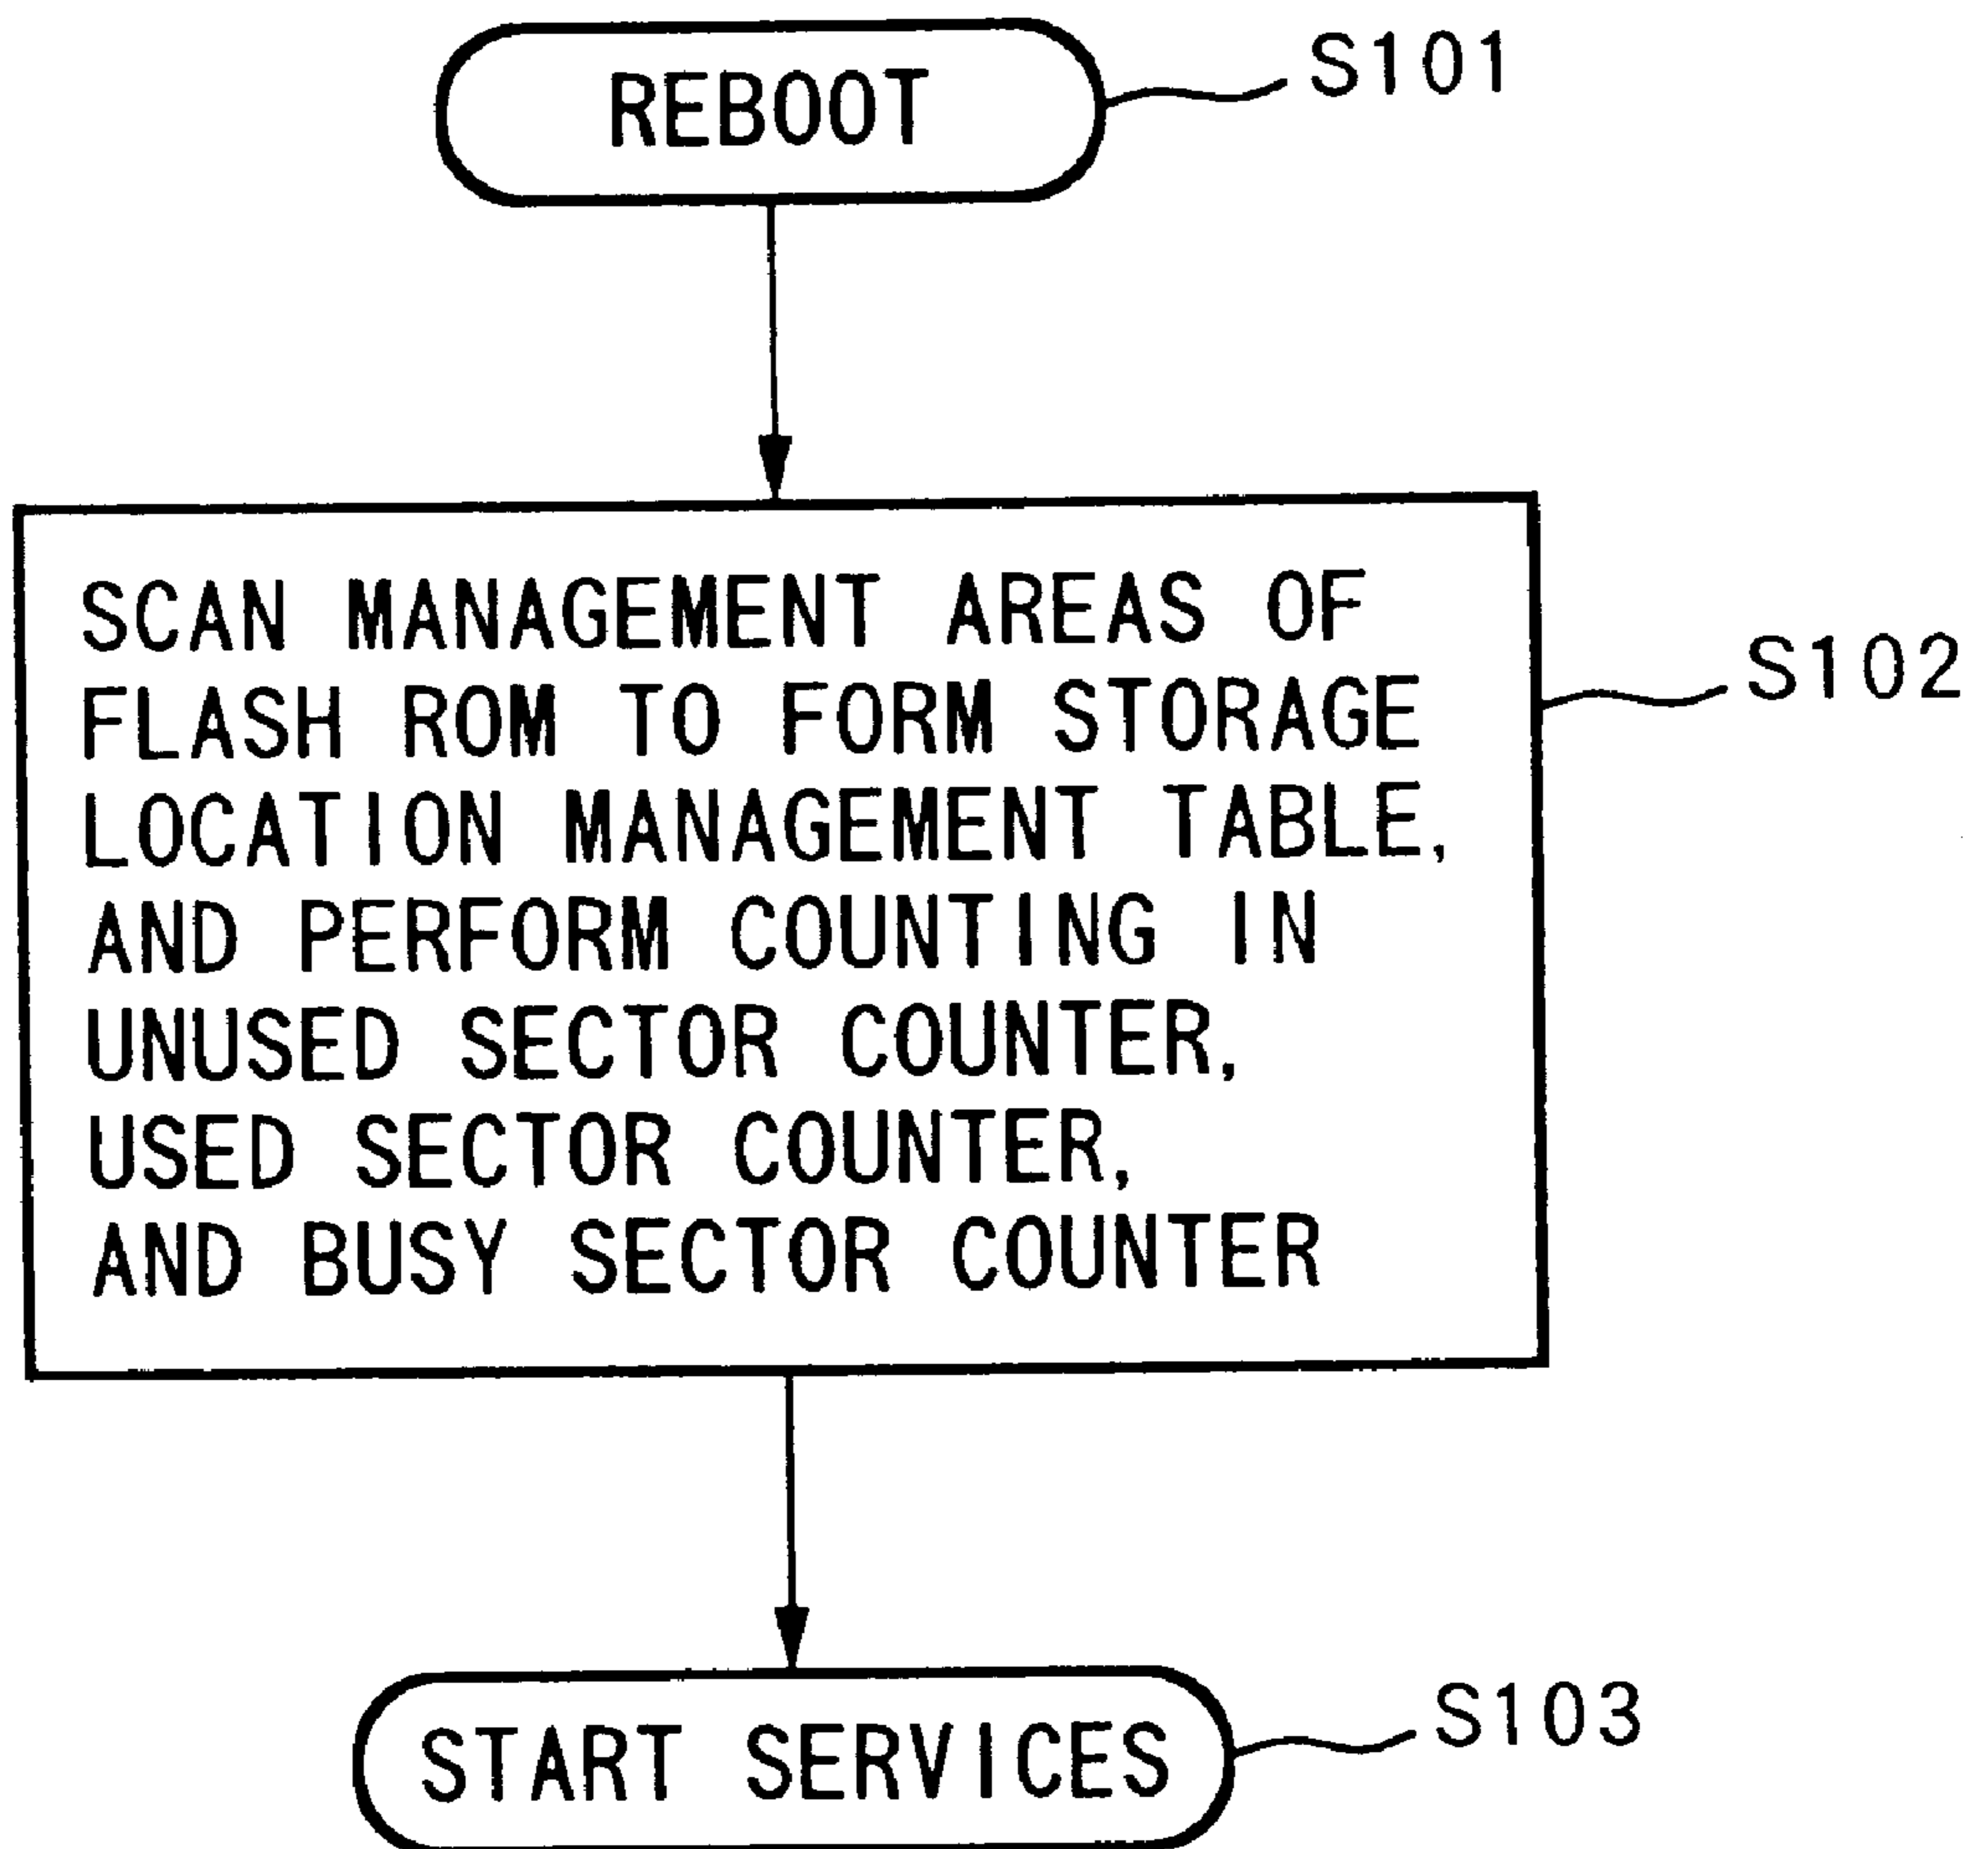 REBOOT
S101
SCAN MANAGEMENT AREAS OF
FLASH ROM TO FORM STORAGE
S102
LOCATION MANAGEMENT TABLE,
AND PERFORM COUNTING IN
UNUSED SECTOR COUNTER,
USED SECTOR COUNTER,
AND BUSY SECTOR COUNTER
START SERVICES
S103